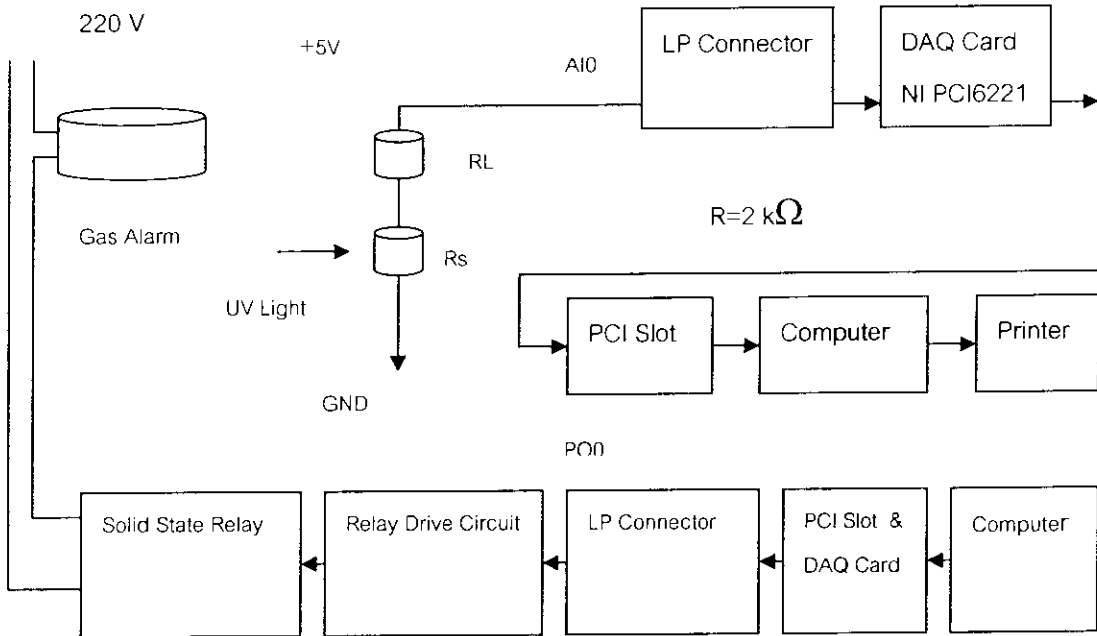 220 V
+5V
AI0
LP Connector
DAQ Card
NI PCI6221
RL
Gas Alarm
R=2 kΩ
Rs
UV Light
PCI Slot
Computer
Printer
GND
PO0
Solid State Relay
Relay Drive Circuit
LP Connector
PCI Slot &
DAQ Card
Computer